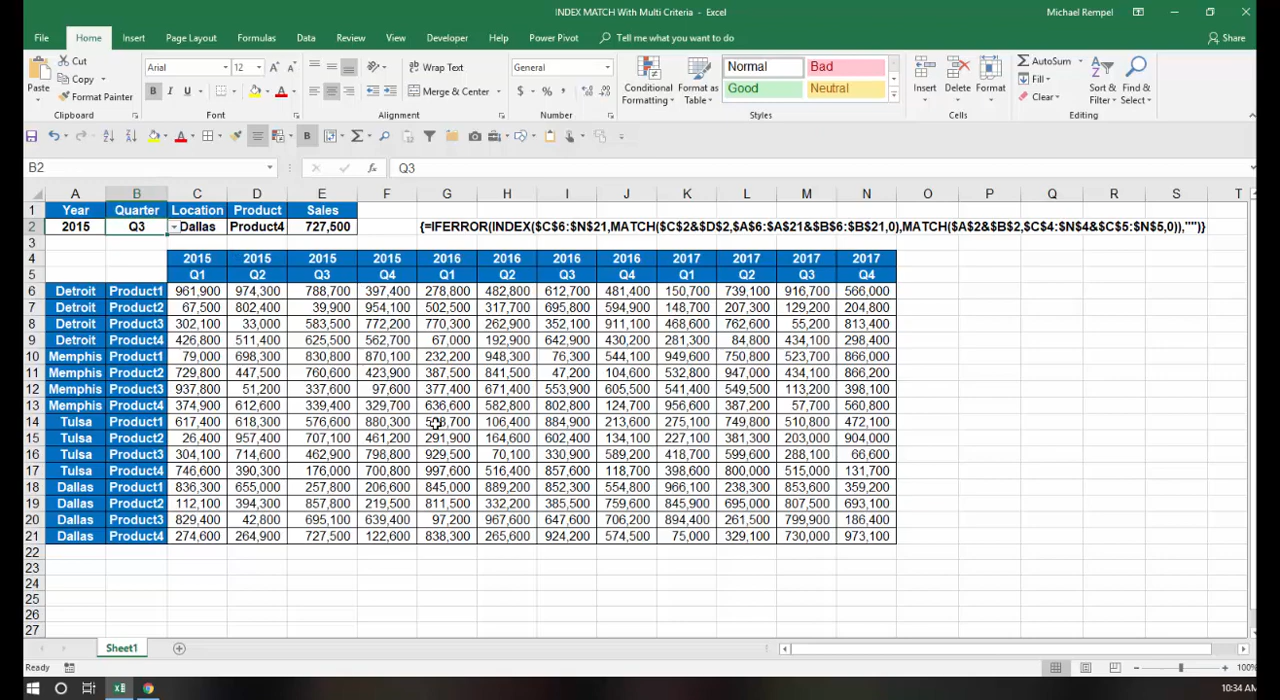 INDEX MATCH With Multi Criteria - Excel
Michael Rempel
File Home Insert Page Layout Formulas Data Review View Developer Help Power Pivot Tell me what you want to do Share
Paste
Cut
Copy
Format Painter
Clipboard
Arial 12
Font
Wrap Text
Merge & Center
Alignment
General
Number
Conditional Formatting
Format as Table
Normal Bad
Good Neutral
Styles
Insert Delete Format
Cells
AutoSum
Fill
Clear
Sort & Filter
Find & Select
Editing
B2 Q3
A B C D E F G H I J K L M N O P Q R S T
1 Year Quarter Location Product Sales
2 2015 Q3 Dallas Product4 727,500 {=IFERROR(INDEX($C$6:$N$21,MATCH($C$2&$D$2,$A$6:$A$21&$B$6:$B$21,0),MATCH($A$2&$B$2,$C$4:$N$4&$C$5:$N$5,0)),"")}
3
4 2015 2015 2015 2015 2016 2016 2016 2016 2017 2017 2017 2017
5 Q1 Q2 Q3 Q4 Q1 Q2 Q3 Q4 Q1 Q2 Q3 Q4
6 Detroit Product1 961,900 974,300 788,700 397,400 278,800 482,800 612,700 481,400 150,700 739,100 916,700 566,000
7 Detroit Product2 67,500 802,400 39,900 954,100 502,500 317,700 695,800 594,900 148,700 207,300 129,200 204,800
8 Detroit Product3 302,100 33,000 583,500 772,200 770,300 262,900 352,100 911,100 468,600 762,600 55,200 813,400
9 Detroit Product4 426,800 511,400 625,500 562,700 67,000 192,900 642,900 430,200 281,300 84,800 434,100 298,400
10 Memphis Product1 79,000 698,300 830,800 870,100 232,200 948,300 76,300 544,100 949,600 750,800 523,700 866,000
11 Memphis Product2 729,800 447,500 760,600 423,900 387,500 841,500 47,200 104,600 532,800 947,000 434,100 866,200
12 Memphis Product3 937,800 51,200 337,600 97,600 377,400 671,400 553,900 605,500 541,400 549,500 113,200 398,100
13 Memphis Product4 374,900 612,600 339,400 329,700 636,600 582,800 802,800 124,700 956,600 387,200 57,700 560,800
14 Tulsa Product1 617,400 618,300 576,600 880,300 106,400 884,900 213,600 275,100 749,800 510,800 472,100
15 Tulsa Product2 26,400 957,400 707,100 461,200 291,900 164,600 602,400 134,100 227,100 381,300 203,000 904,000
16 Tulsa Product3 304,100 714,600 462,900 798,800 929,500 70,100 330,900 589,200 418,700 599,600 288,100 66,600
17 Tulsa Product4 746,600 390,300 176,000 700,800 997,600 516,400 857,600 118,700 398,600 800,000 515,000 131,700
18 Dallas Product1 836,300 655,000 257,800 206,600 845,000 889,200 852,300 554,800 966,100 238,300 853,600 359,200
19 Dallas Product2 112,100 394,300 857,800 219,500 811,500 332,200 385,500 759,600 845,900 695,000 807,500 693,100
20 Dallas Product3 829,400 42,800 695,100 639,400 97,200 967,600 647,600 706,200 894,400 261,500 799,900 186,400
21 Dallas Product4 274,600 264,900 727,500 122,600 838,300 265,600 924,200 574,500 75,000 329,100 730,000 973,100
22
23
24
25
26
27
Sheet1
Ready
100%
10:34 AM